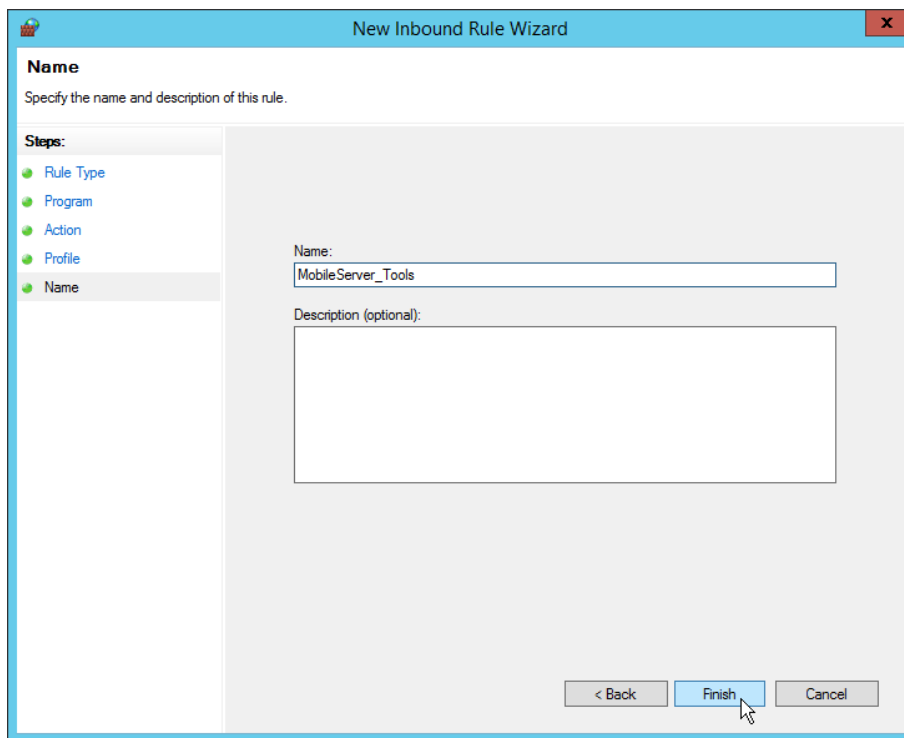 New Inbound Rule Wizard
x
Name
Specify the name and description of this rule.
Steps:
Rule Type
Program
Action
Profile
Name
Name:
MobileServer_Tools
Description (optional):
< Back
Finish
Cancel